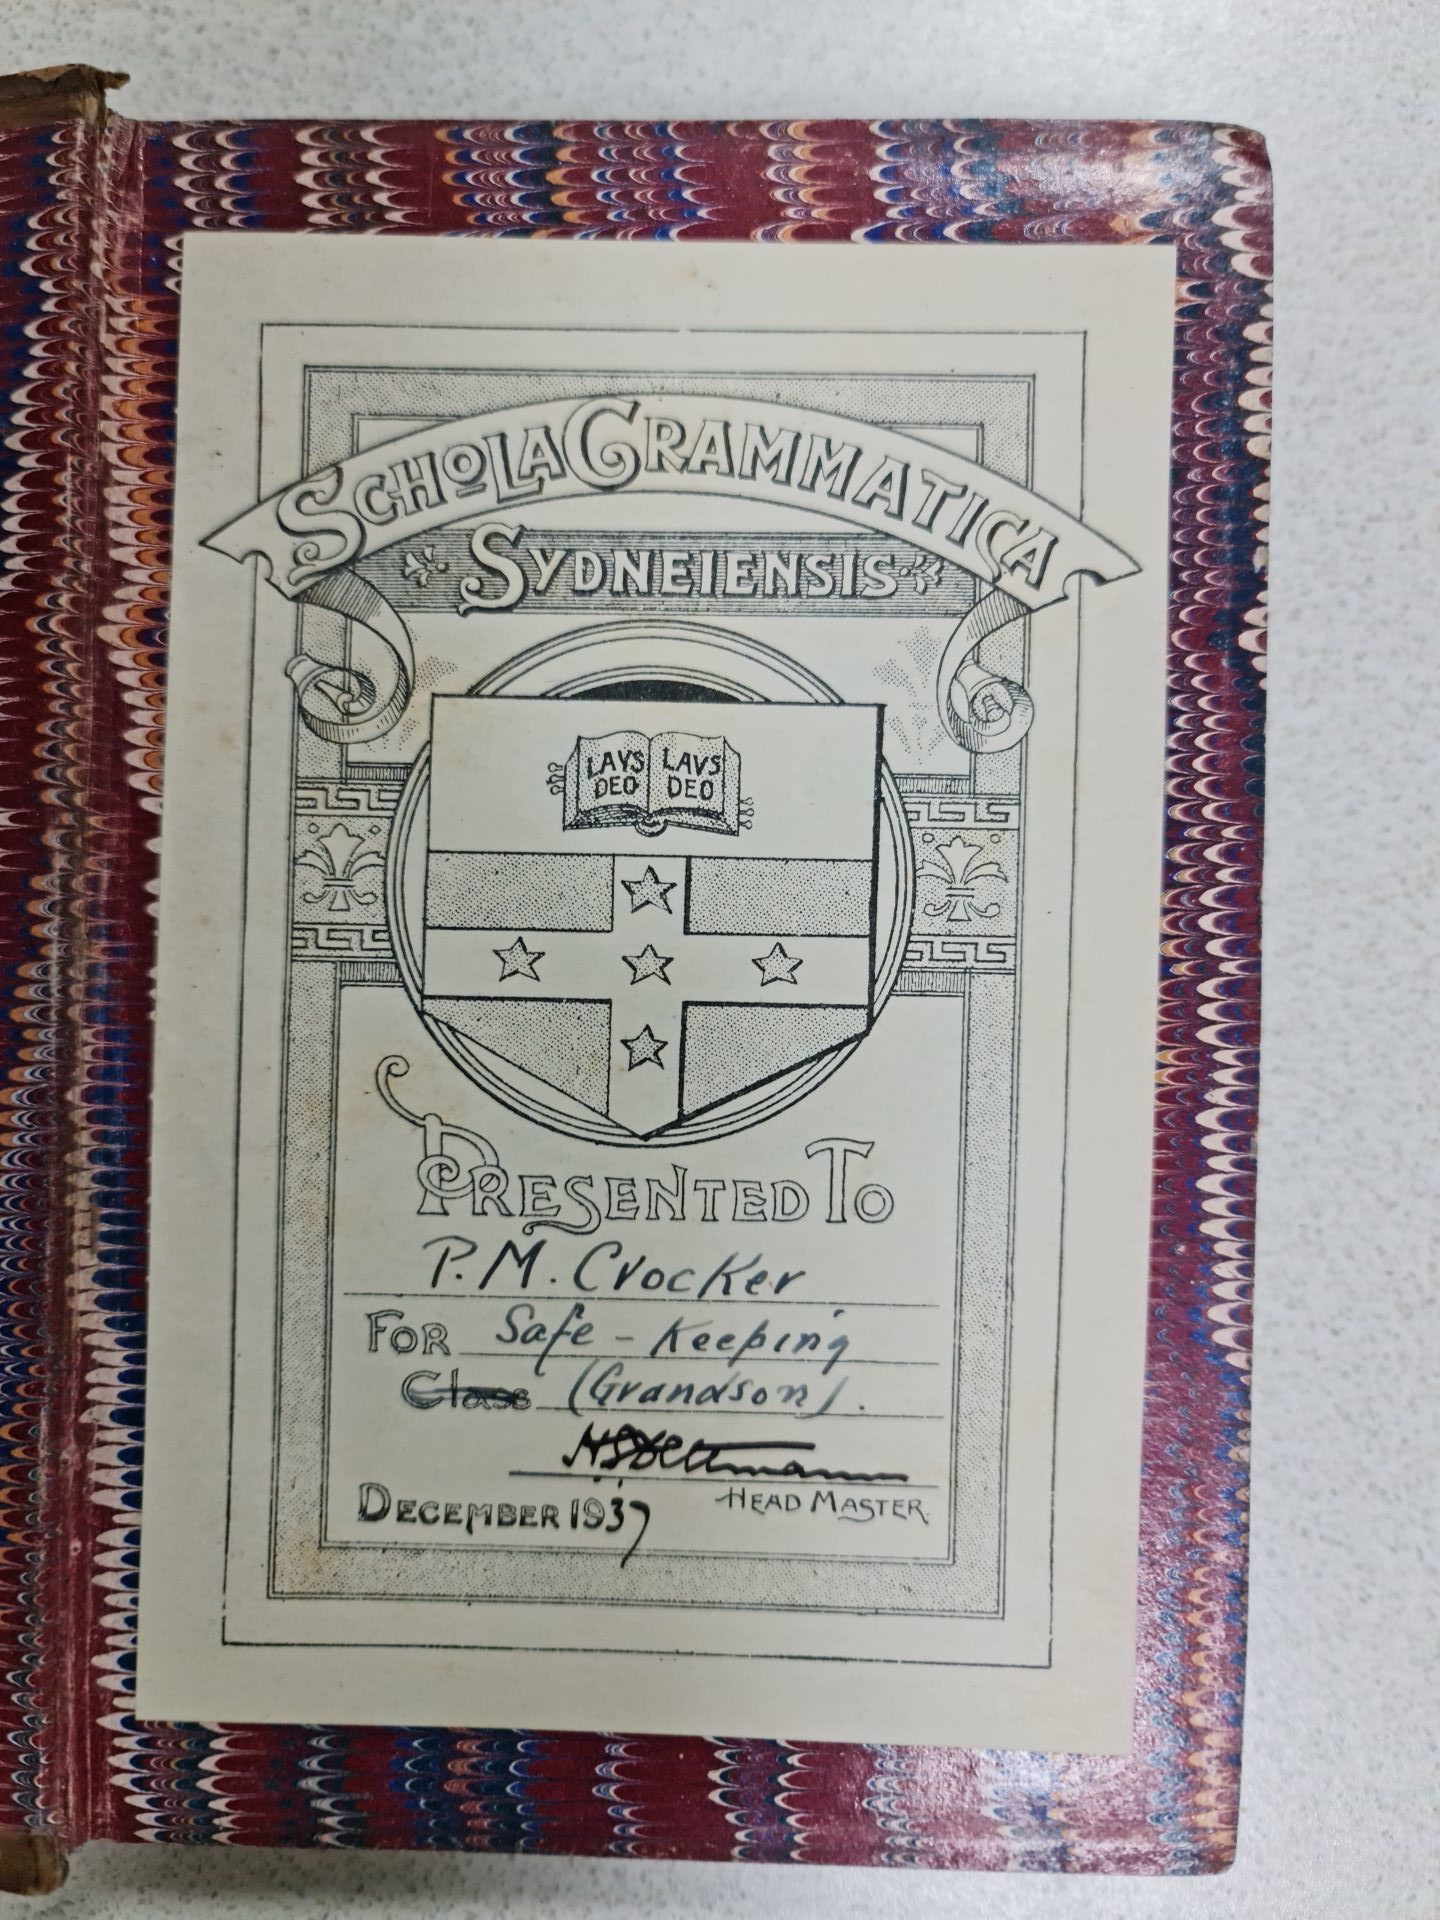 SCHOLA GRAMMATICA
SYDNEIENSIS
LAVS LAVS
DEO DEO
PRESENTED TO
P. M. Crocker
FOR Safe - Keeping
Class (Grandson).
HEAD MASTER
DECEMBER 1937